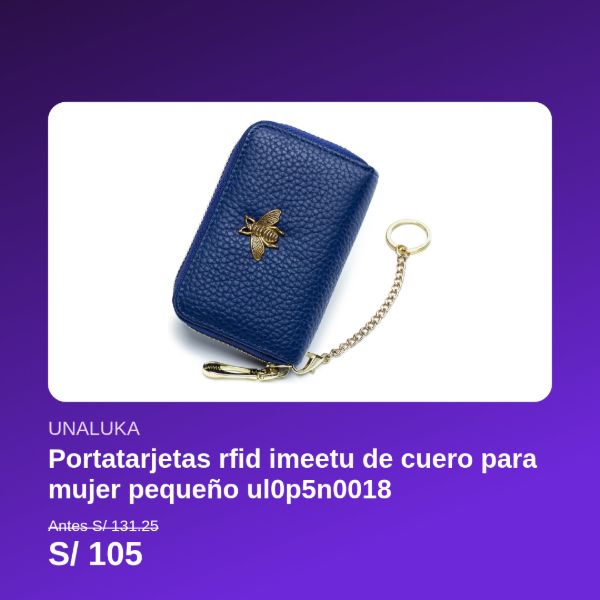 UNALUKA
Portatarjetas rfid imeetu de cuero para
mujer pequeño ul0p5n0018
Antes S/ 131.25
S/ 105